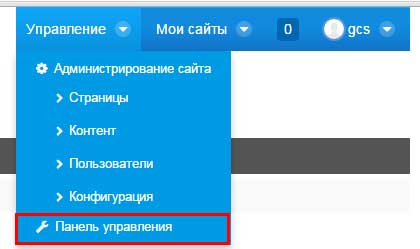 Управление Мои сайты 0 gcs
Администрирование сайта
Страницы
Контент
Пользователи
Конфигурация
Панель управления